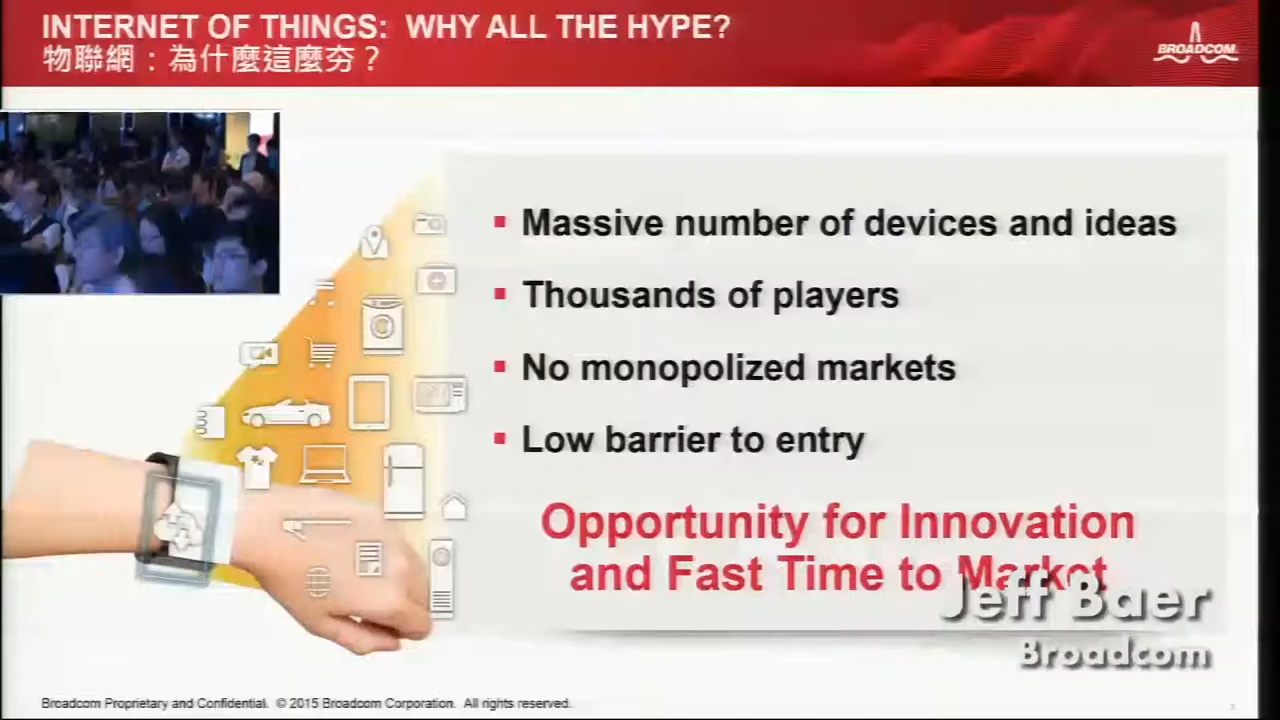 INTERNET OF THINGS: WHY ALL THE HYPE?
物聯網：為什麼這麼夯？
BROADCOM
▪ Massive number of devices and ideas
▪ Thousands of players
▪ No monopolized markets
▪ Low barrier to entry
Opportunity for Innovation
and Fast Time to Market
Jeff Baer
Broadcom
Broadcom Proprietary and Confidential. © 2015 Broadcom Corporation. All rights reserved.